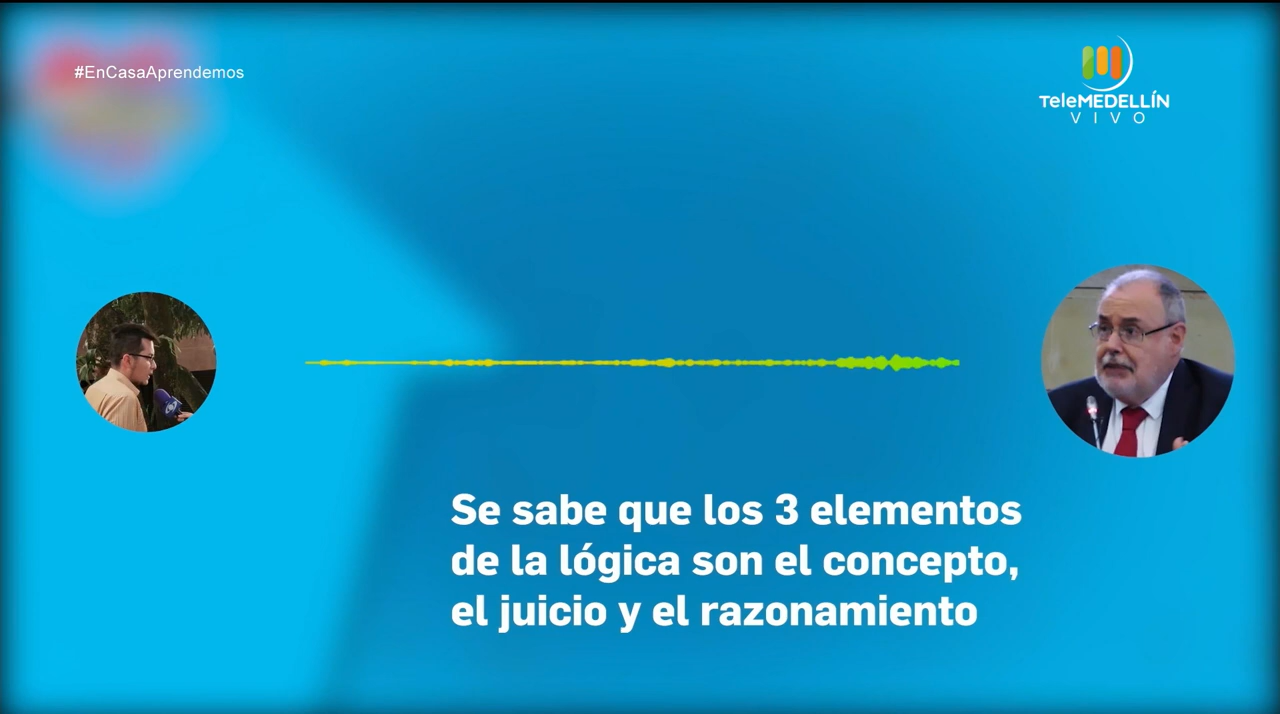 #EnCasaAprendemos
TeleMEDELLÍN
VIVO
Se sabe que los 3 elementos
de la lógica son el concepto,
el juicio y el razonamiento